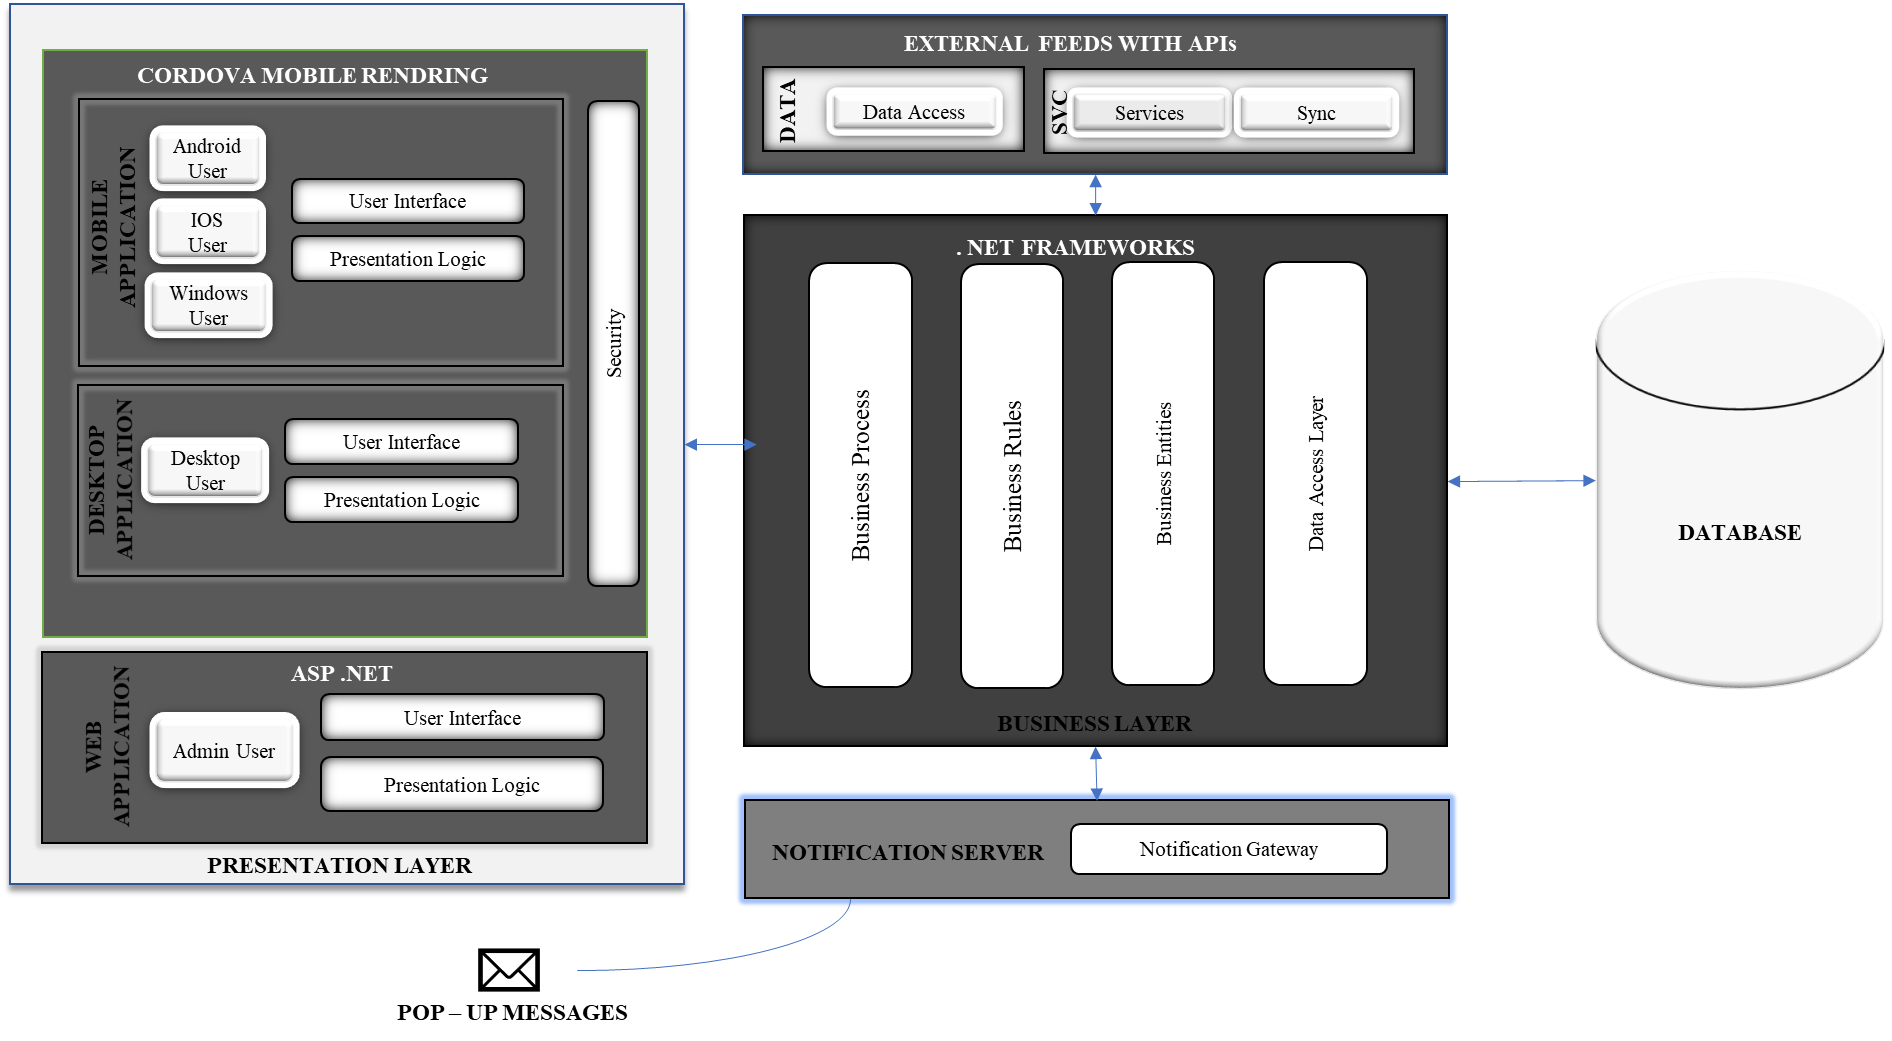 CORDOVA MOBILE RENDRING
MOBILE
APPLICATION
Android
User
IOS
User
Windows
User
User Interface
Presentation Logic
Security
DESKTOP
APPLICATION
Desktop
User
User Interface
Presentation Logic
ASP .NET
WEB
APPLICATION
Admin User
User Interface
Presentation Logic
PRESENTATION LAYER
EXTERNAL FEEDS WITH APIs
DATA
Data Access
SVC
Services
Sync
. NET FRAMEWORKS
Business Process
Business Rules
Business Entities
Data Access Layer
BUSINESS LAYER
DATABASE
NOTIFICATION SERVER
Notification Gateway
POP – UP MESSAGES